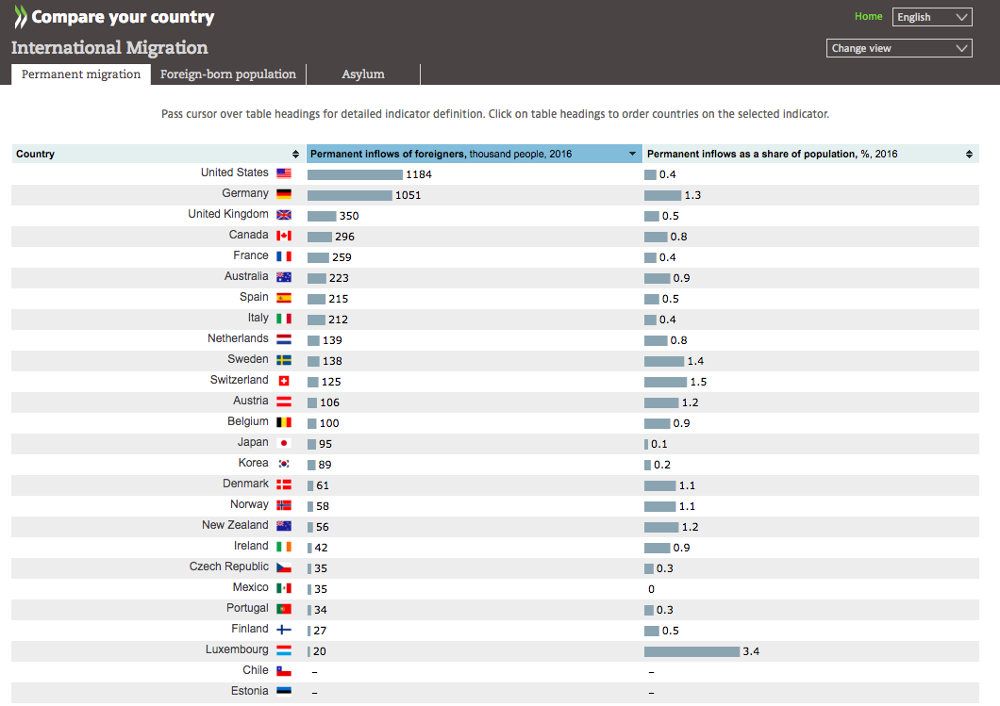 Compare your country
Home
English
International Migration
Change view
Permanent migration Foreign-born population Asylum
Pass cursor over table headings for detailed indicator definition. Click on table headings to order countries on the selected indicator.
Country Permanent inflows of foreigners, thousand people, 2016 Permanent inflows as a share of population, %, 2016
United States 1184 0.4
Germany 1051 1.3
United Kingdom 350 0.5
Canada 296 0.8
France 259 0.4
Australia 223 0.9
Spain 215 0.5
Italy 212 0.4
Netherlands 139 0.8
Sweden 138 1.4
Switzerland 125 1.5
Austria 106 1.2
Belgium 100 0.9
Japan 95 0.1
Korea 89 0.2
Denmark 61 1.1
Norway 58 1.1
New Zealand 56 1.2
Ireland 42 0.9
Czech Republic 35 0.3
Mexico 35 0
Portugal 34 0.3
Finland 27 0.5
Luxembourg 20 3.4
Chile – –
Estonia – –